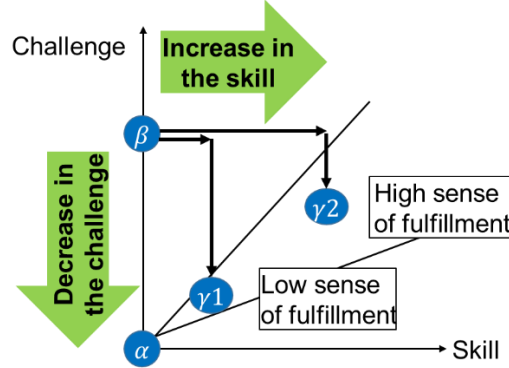 Challenge
Increase in
the skill
β
Decrease in
the challenge
γ2
High sense
of fulfillment
γ1
Low sense
of fulfillment
α
Skill